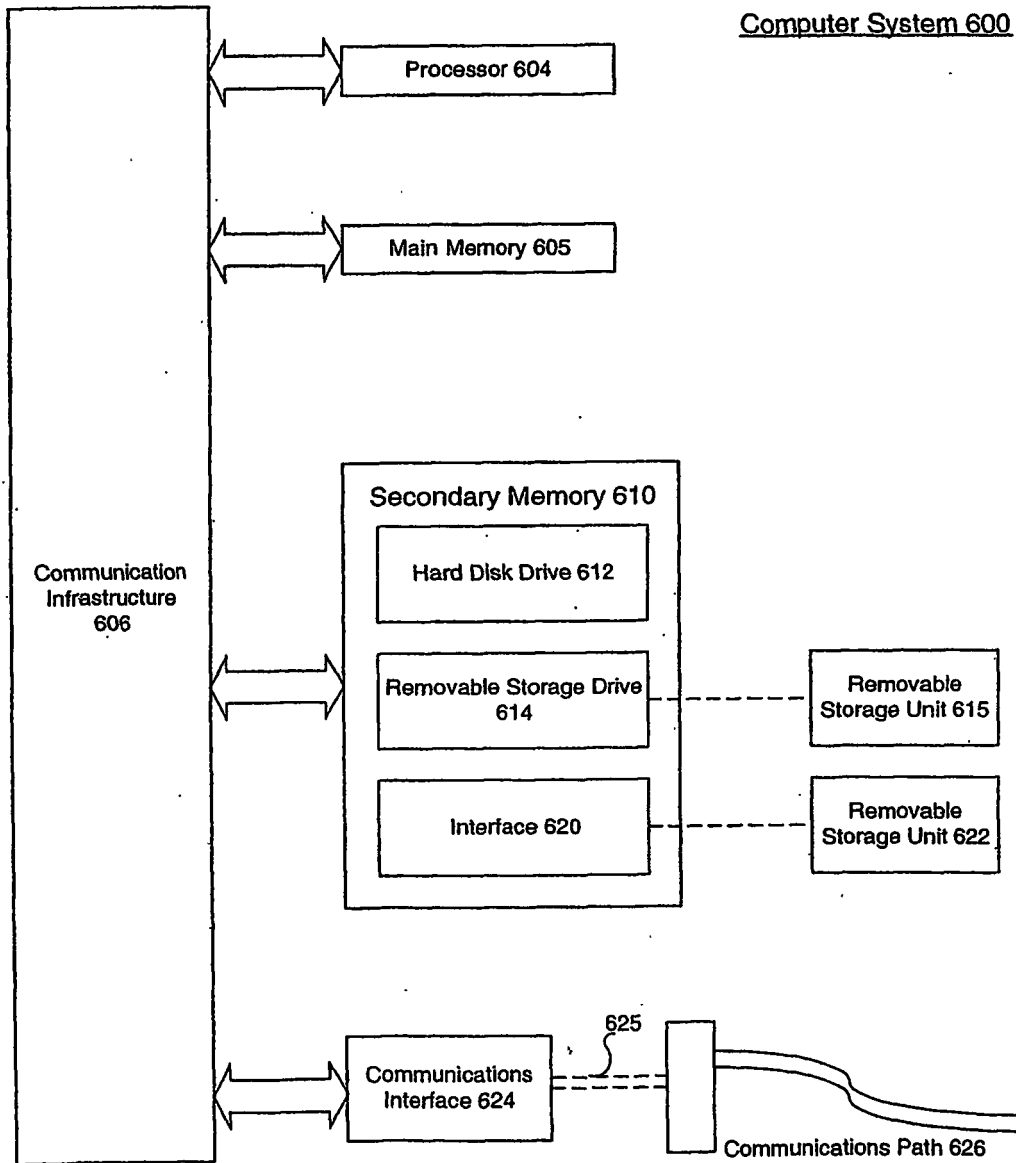 Computer System 600
Processor 604
Main Memory 605
Secondary Memory 610
Hard Disk Drive 612
Communication
Infrastructure
606
Removable Storage Drive
614
Removable
Storage Unit 615
Interface 620
Removable
Storage Unit 622
625
Communications
Interface 624
Communications Path 626